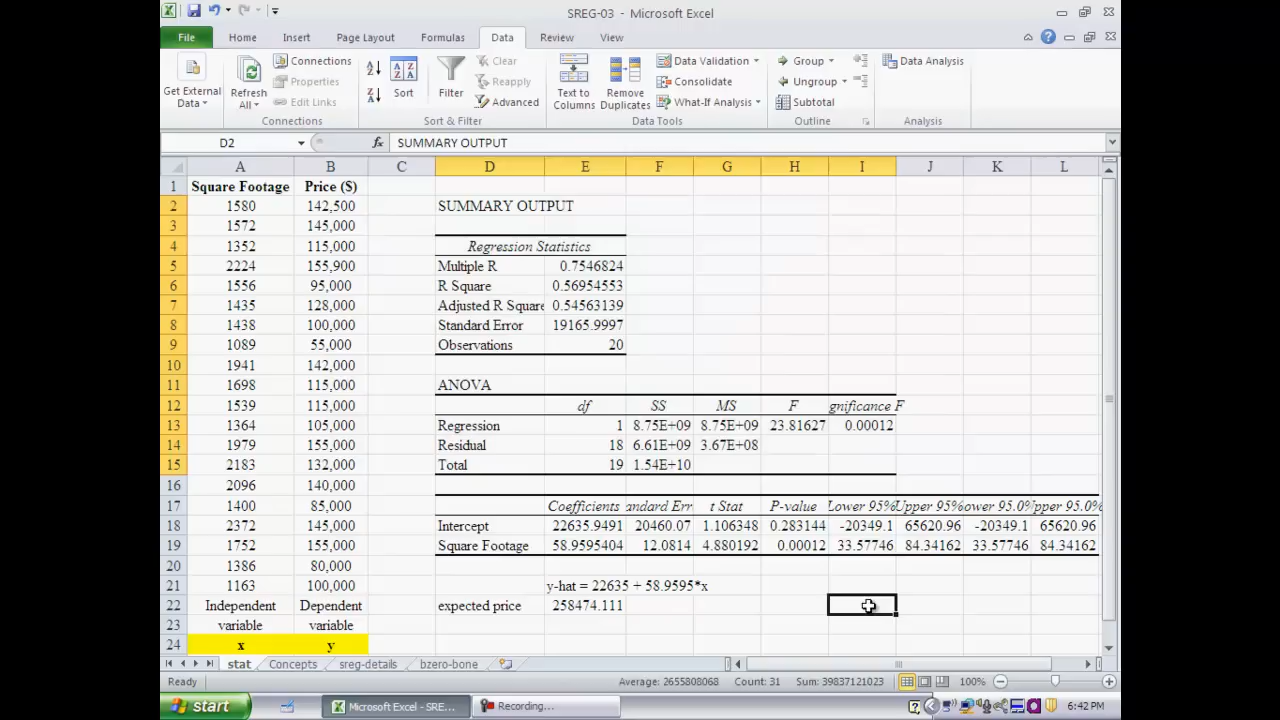 SREG-03 - Microsoft Excel
File Home Insert Page Layout Formulas Data Review View
Get External Data
Refresh All
Connections
Properties
Edit Links
Connections
Sort
Filter
Clear
Reapply
Advanced
Sort & Filter
Text to Columns
Remove Duplicates
Data Validation
Consolidate
What-If Analysis
Data Tools
Group
Ungroup
Subtotal
Outline
Data Analysis
Analysis
D2 fx SUMMARY OUTPUT
A B C D E F G H I J K L
1 Square Footage Price ($)
2 1580 142,500 SUMMARY OUTPUT
3 1572 145,000
4 1352 115,000 Regression Statistics
5 2224 155,900 Multiple R 0.7546824
6 1556 95,000 R Square 0.56954553
7 1435 128,000 Adjusted R Square 0.54563139
8 1438 100,000 Standard Error 19165.9997
9 1089 55,000 Observations 20
10 1941 142,000
11 1698 115,000 ANOVA
12 1539 115,000 df SS MS F gnificance F
13 1364 105,000 Regression 1 8.75E+09 8.75E+09 23.81627 0.00012
14 1979 155,000 Residual 18 6.61E+09 3.67E+08
15 2183 132,000 Total 19 1.54E+10
16 2096 140,000
17 1400 85,000 Coefficients andard Err t Stat P-value Lower 95% Upper 95% ower 95.0% pper 95.0%
18 2372 145,000 Intercept 22635.9491 20460.07 1.106348 0.283144 -20349.1 65620.96 -20349.1 65620.96
19 1752 155,000 Square Footage 58.9595404 12.0814 4.880192 0.00012 33.57746 84.34162 33.57746 84.34162
20 1386 80,000
21 1163 100,000 y-hat = 22635 + 58.9595*x
22 Independent Dependent expected price 258474.111
23 variable variable
24 x y
stat Concepts sreg-details bzero-bone
Ready Average: 2655808068 Count: 31 Sum: 39837121023 100%
start Microsoft Excel - SRE... Recording... 6:42 PM